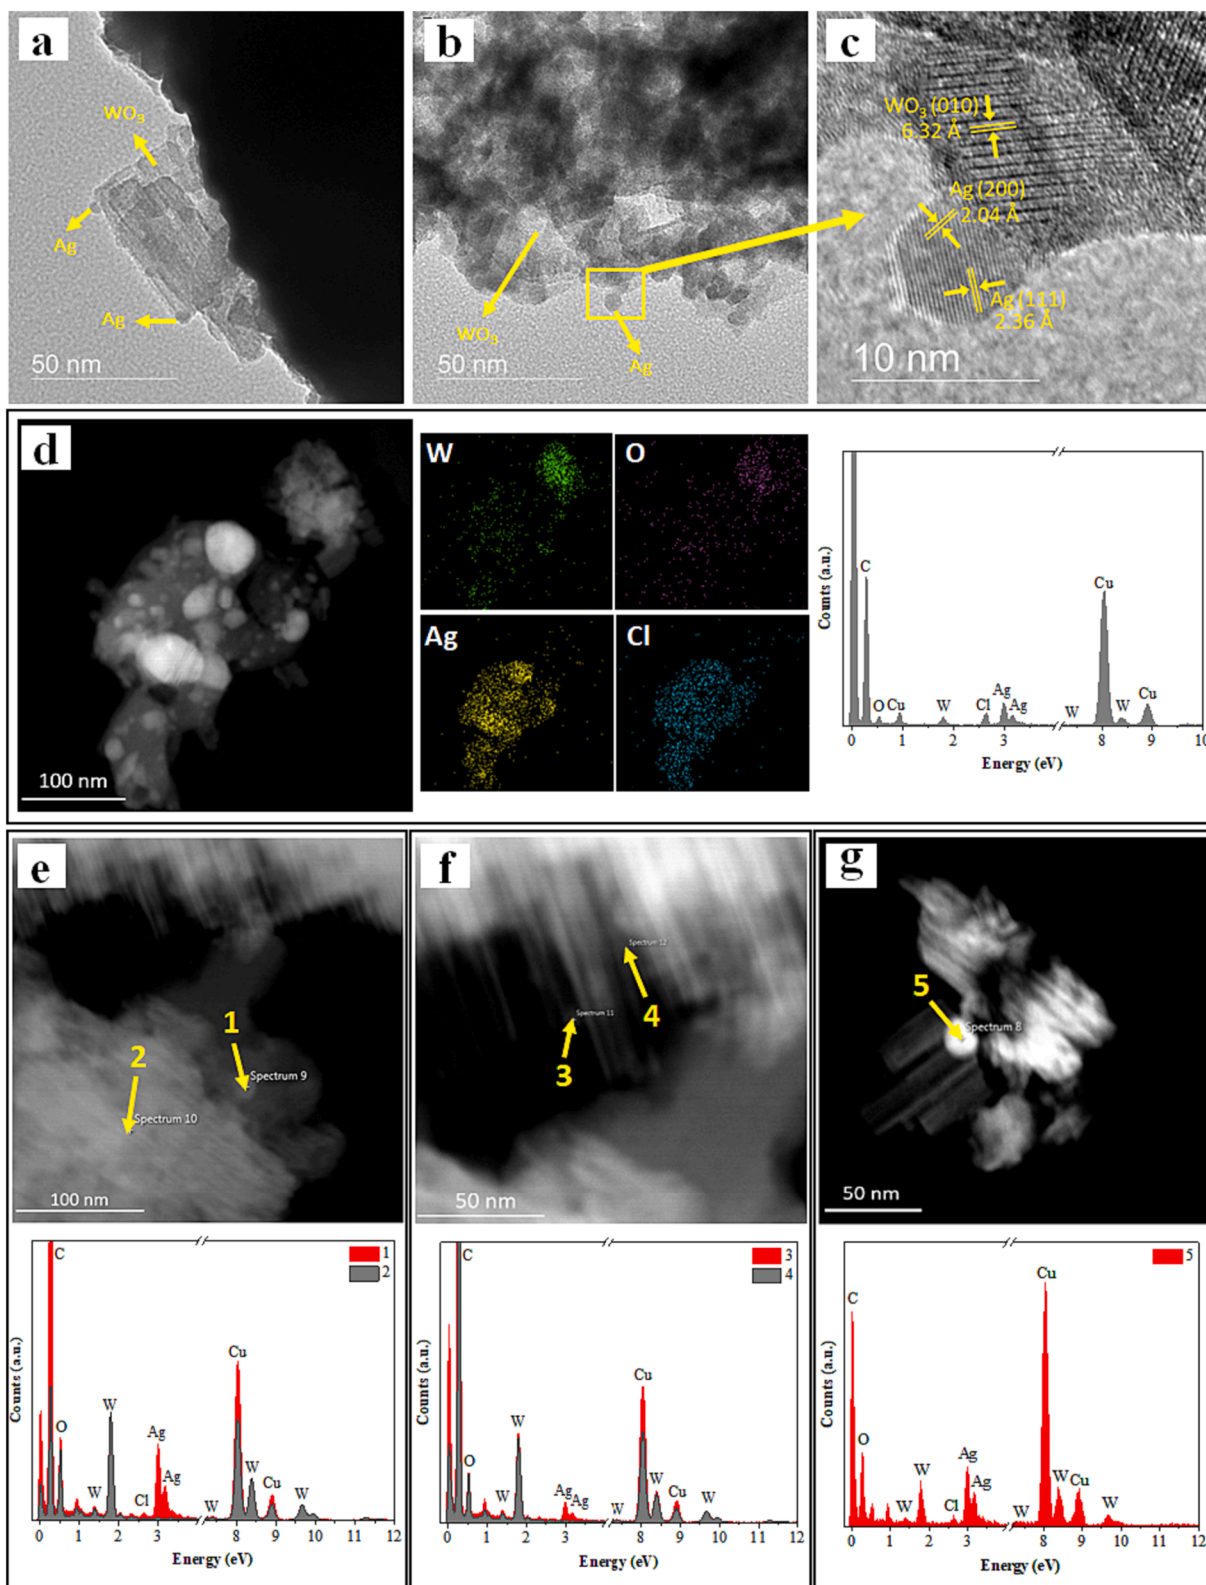 a
WO₃
Ag
Ag
50 nm
b
WO₃
Ag
50 nm
c
WO₃ (010)
6.32 Å
Ag (200)
2.04 Å
Ag (111)
2.36 Å
10 nm
d
100 nm
W
O
Ag
Cl
Counts (a.u.)
C
O
Cu
W
Cl
Ag
Ag
W
Cu
W
Cu
0 1 2 3 4 8 9 10
Energy (eV)
e
1
2
Spectrum 9
Spectrum 10
100 nm
f
Spectrum 12
4
Spectrum 11
3
50 nm
g
5
Spectrum 8
50 nm
Counts (a.u.)
C
O
W
W
Cl
Ag
Ag
W
Cu
W
Cu
W
1
2
0 1 2 3 4 8 9 10 12
Energy (eV)
Counts (a.u.)
C
O
W
W
Ag
Ag
W
Cu
W
Cu
W
3
4
0 1 2 3 4 8 9 10 11 12
Energy (eV)
Counts (a.u.)
C
O
W
W
Cl
Ag
Ag
W
Cu
W
Cu
W
5
0 1 2 3 4 8 9 10 11 12
Energy (eV)